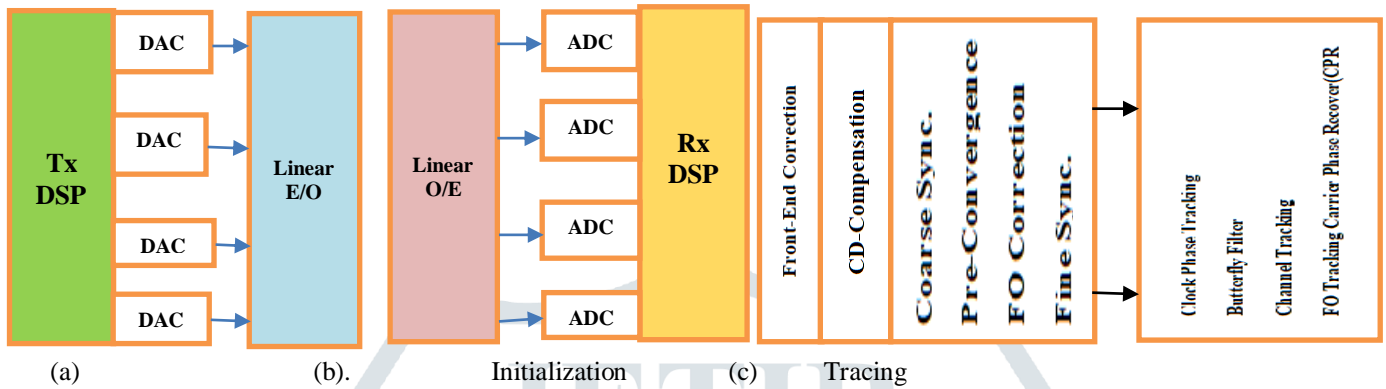 Tx
DSP
DAC
DAC
DAC
DAC
Linear
E/O
Linear
O/E
ADC
ADC
ADC
ADC
Rx
DSP
Front-End Correction
CD-Compensation
Coarse Sync.
Pre-Convergence
FO Correction
Fine Sync.
Clock Phase Tracking
Butterfly Filter
Channel Tracking
FO Tracking Carrier Phase Recover(CPR
(a) (b). Initialization (c) Tracing